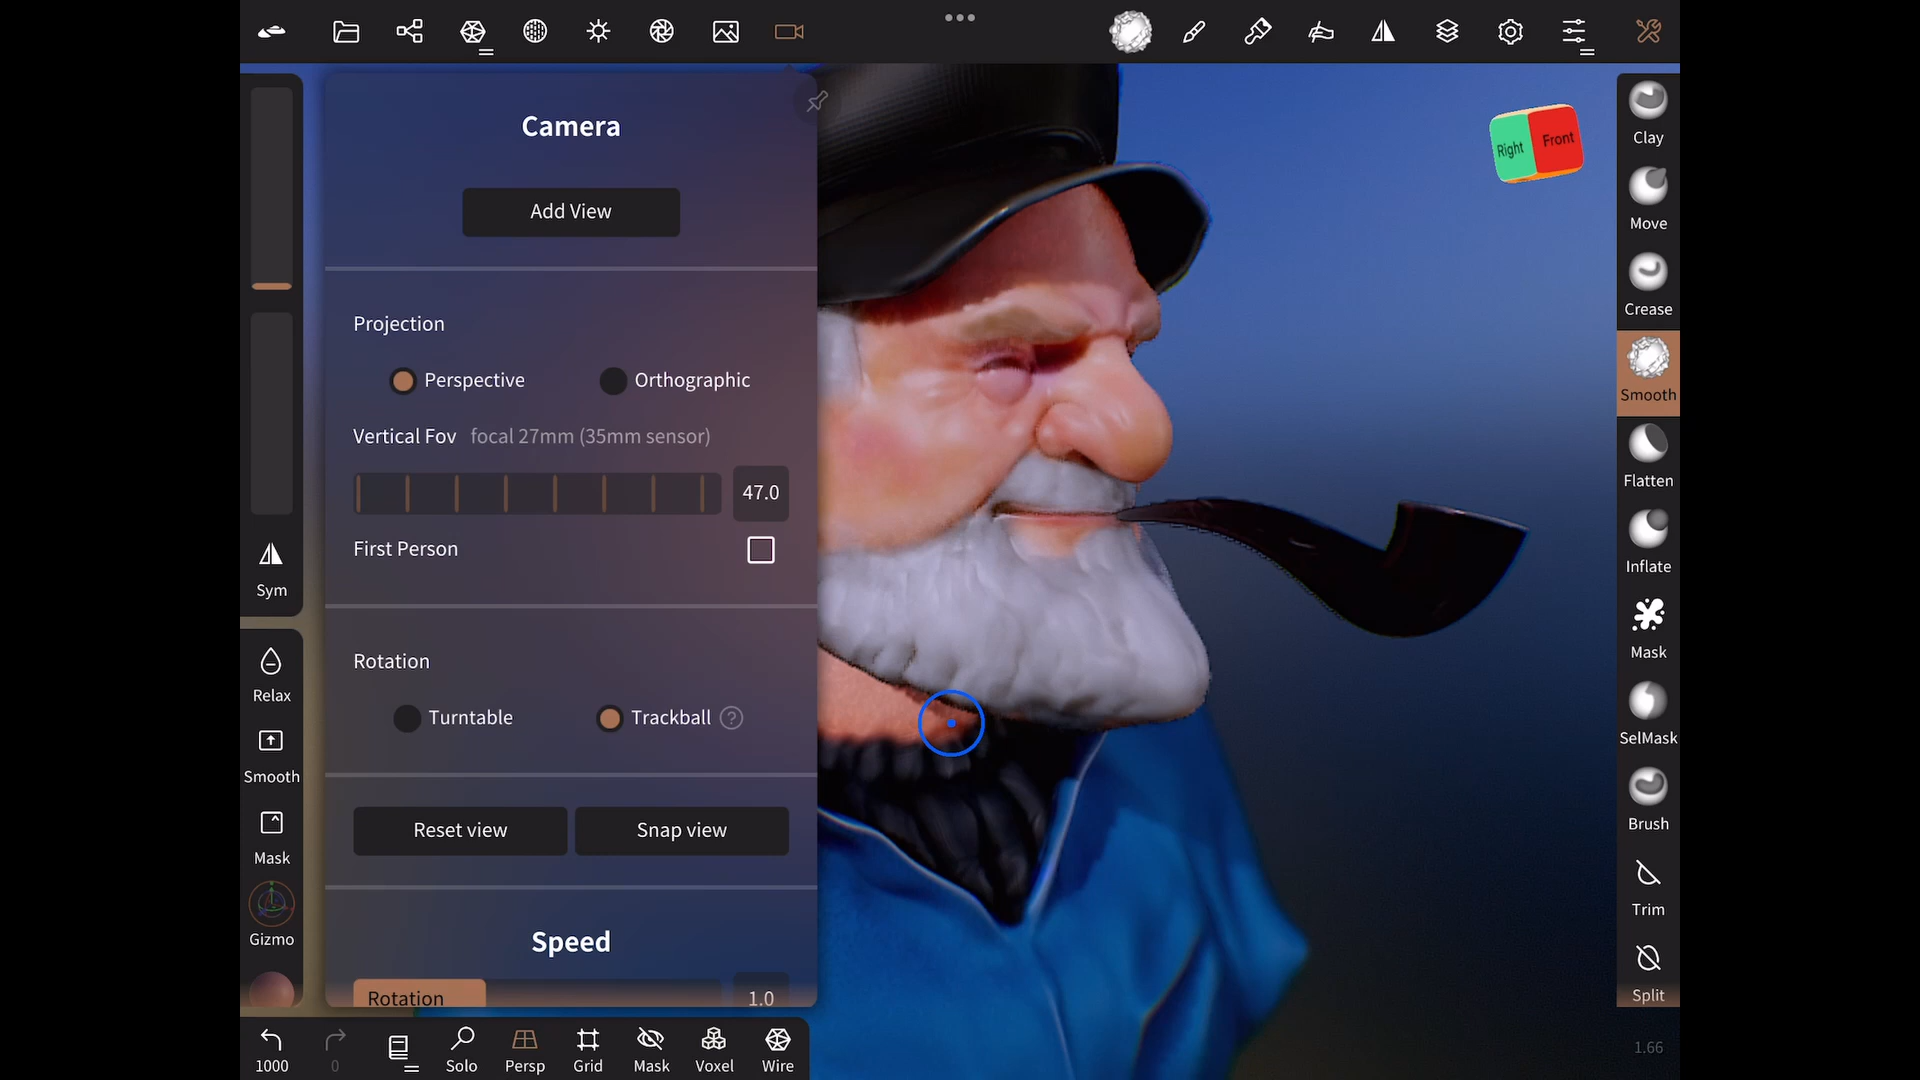 Camera
Add View
Projection
Perspective
Orthographic
Vertical Fov focal 27mm (35mm sensor)
47.0
First Person
Rotation
Turntable
Trackball ?
Reset view
Snap view
Speed
Rotation
1.0
Sym
Relax
Smooth
Mask
Gizmo
Right
Front
Clay
Move
Crease
Smooth
Flatten
Inflate
Mask
SelMask
Brush
Trim
Split
1000
0
Solo
Persp
Grid
Mask
Voxel
Wire
1.66